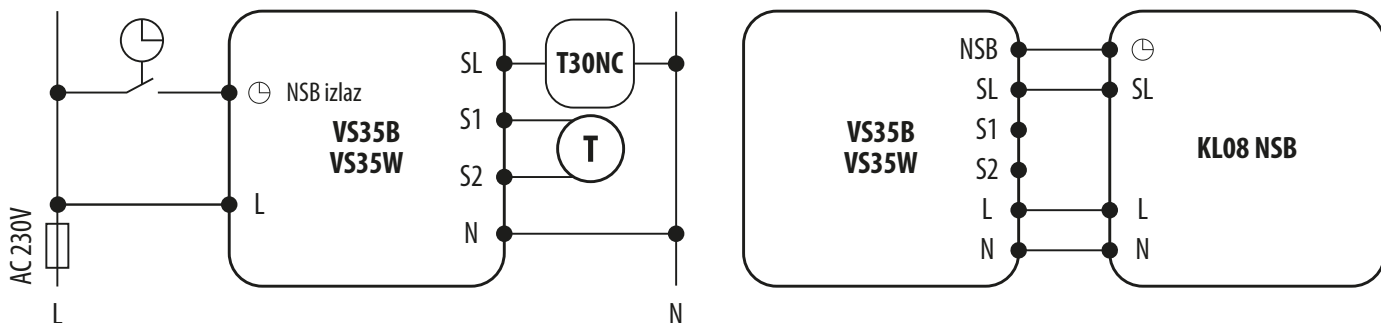 SL
T30NC
NSB izlaz
VS35B
VS35W
S1
T
S2
L
N
AC 230V
L
N
NSB
SL
S1
S2
L
N
VS35B
VS35W
SL
L
N
KL08 NSB